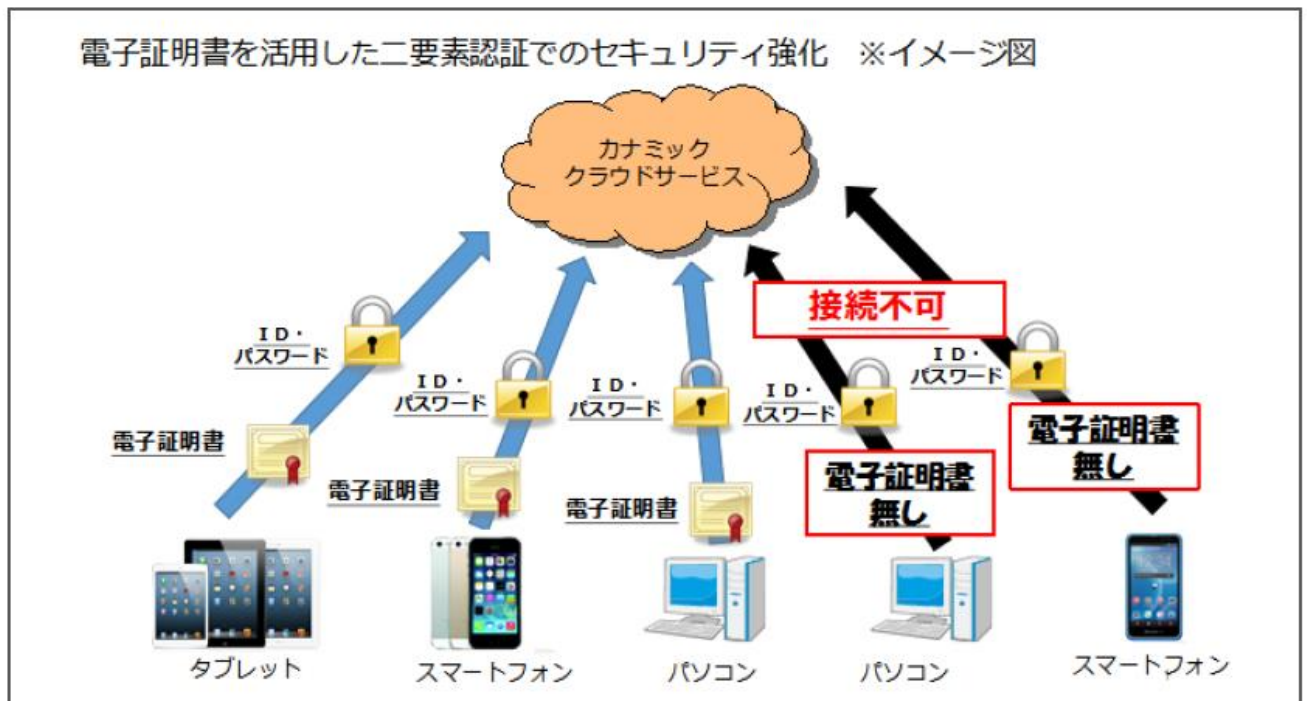 電子証明書を活用した二要素認証でのセキュリティ強化　※イメージ図
カナミック
クラウドサービス
接続不可
ＩＤ・
パスワード
ＩＤ・
パスワード
ＩＤ・
パスワード
ＩＤ・
パスワード
ＩＤ・
パスワード
電子証明書
電子証明書
電子証明書
電子証明書
無し
電子証明書
無し
タブレット
スマートフォン
パソコン
パソコン
スマートフォン